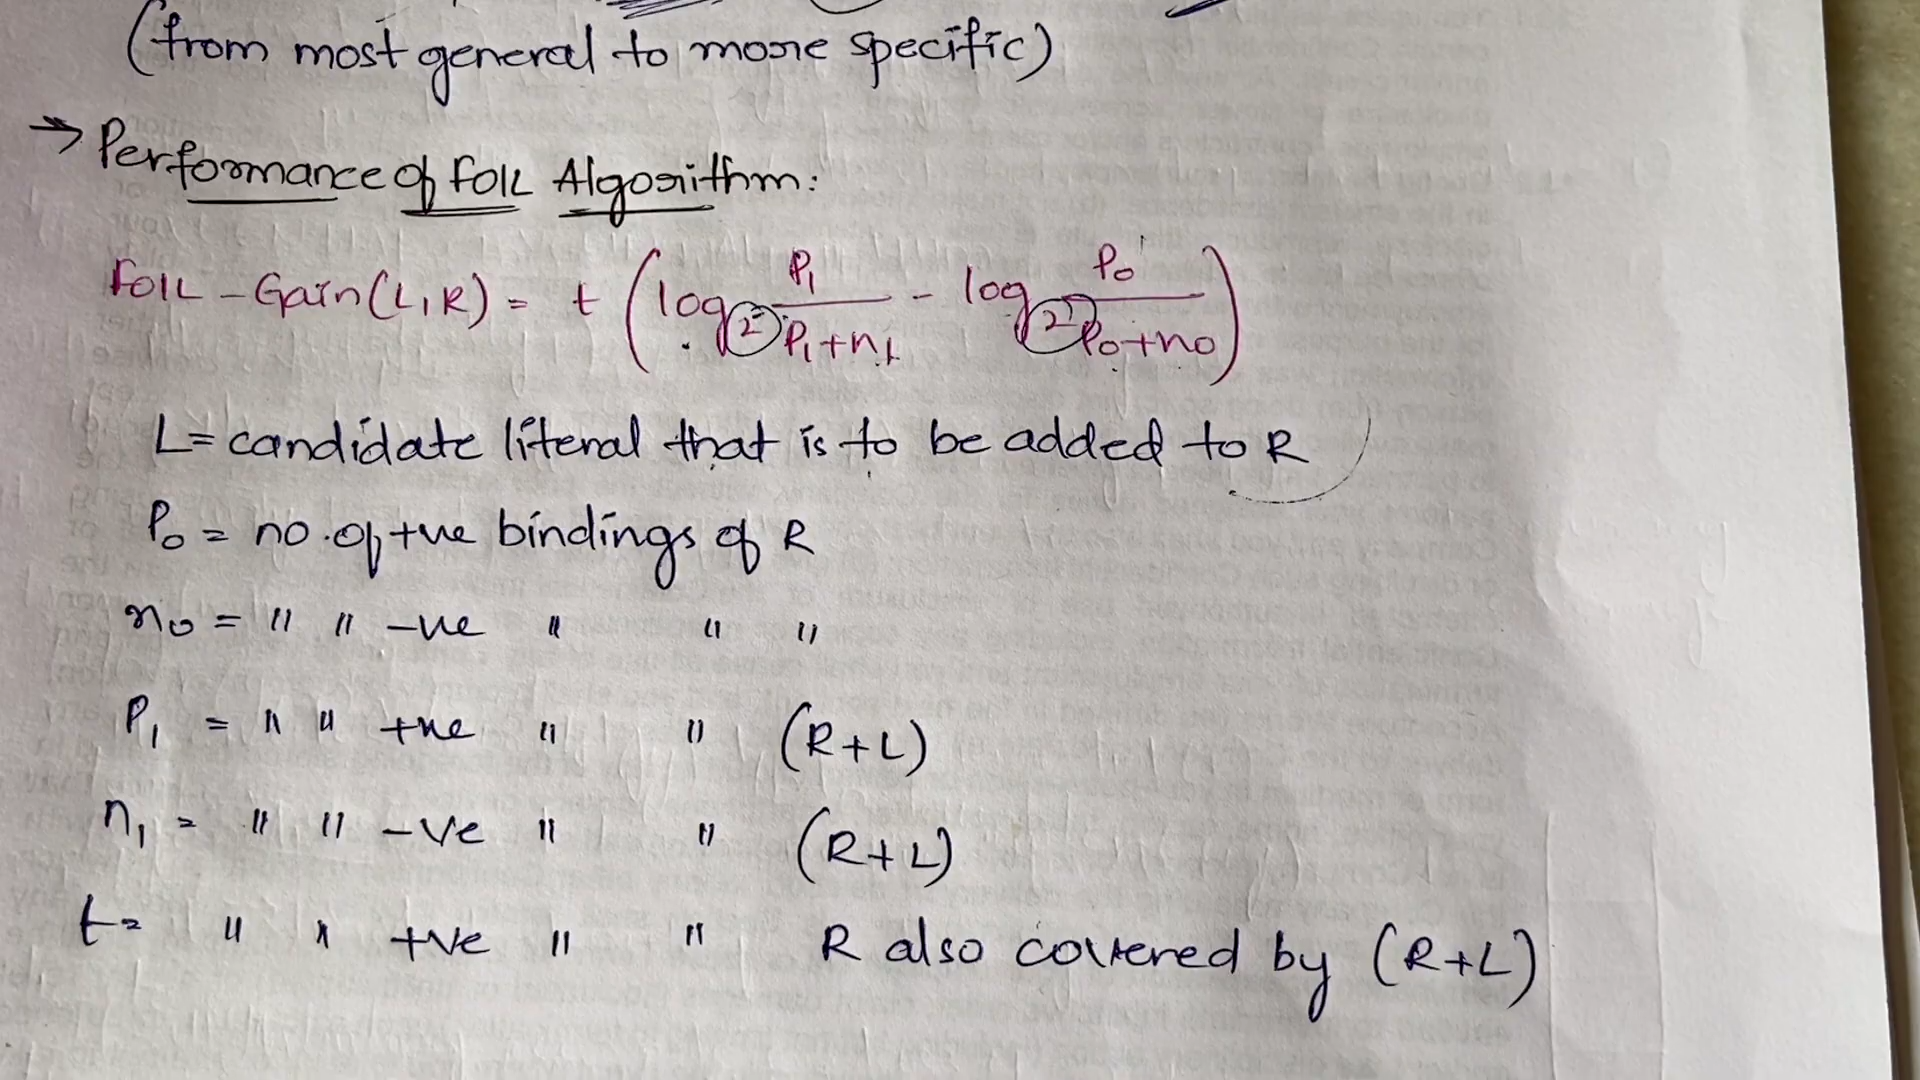 (from most general to more specific)
→ Performance of FOIL Algorithm:
FOIL - Gain(L,R) = t (log₂ P₁/P₁+n₁ - log₂ P₀/P₀+n₀)
L = candidate literal that is to be added to R
P₀ = no. of +ve bindings of R
n₀ = " " -ve " " "
P₁ = " " +ve " " (R+L)
n₁ = " " -ve " " (R+L)
t = " " +ve " " R also covered by (R+L)